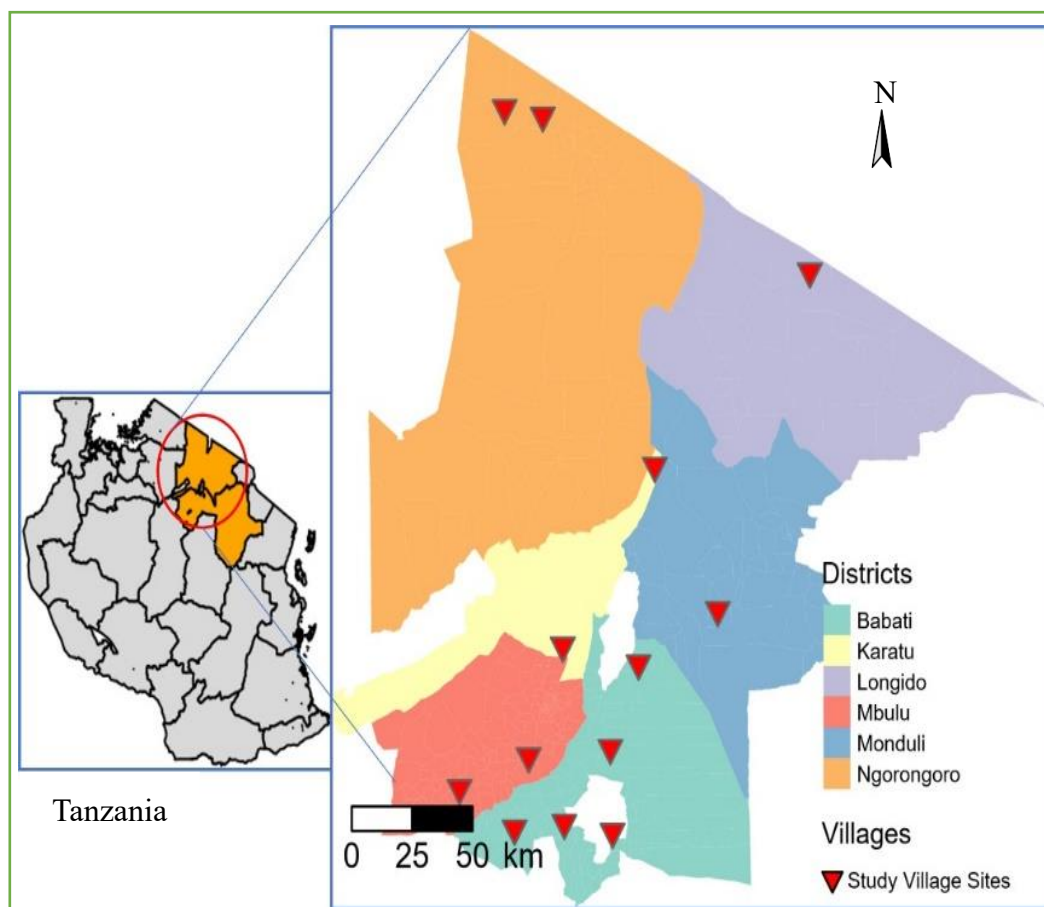 N
Districts
Babati
Karatu
Longido
Mbulu
Monduli
Ngorongoro
Villages
Study Village Sites
0 25 50 km
Tanzania